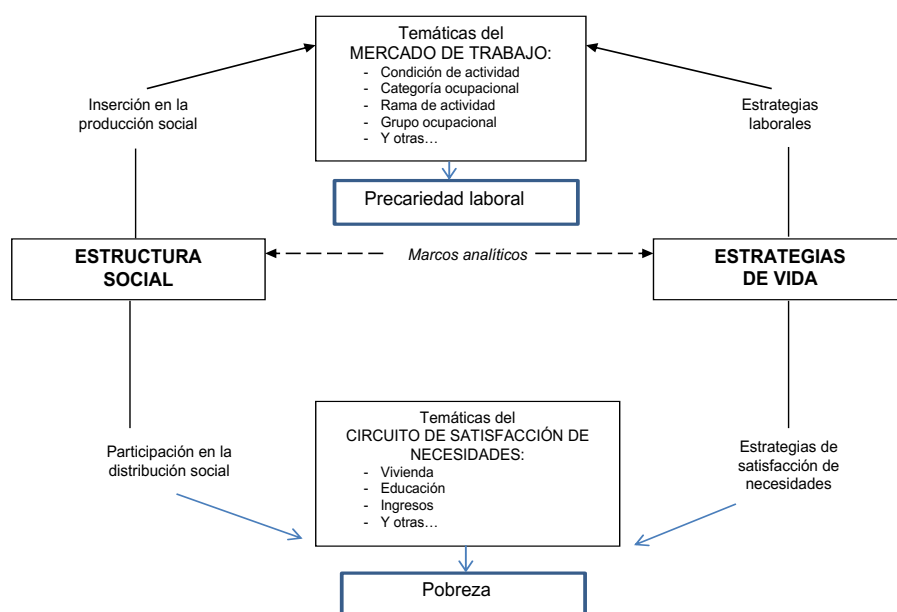 Temáticas del
MERCADO DE TRABAJO:
- Condición de actividad
- Categoría ocupacional
- Rama de actividad
- Grupo ocupacional
- Y otras…
Inserción en la
producción social
Estrategias
laborales
Precariedad laboral
ESTRUCTURA
SOCIAL
Marcos analíticos
ESTRATEGIAS
DE VIDA
Temáticas del
CIRCUITO DE SATISFACCIÓN DE
NECESIDADES:
- Vivienda
- Educación
- Ingresos
- Y otras…
Participación en la
distribución social
Estrategias de
satisfacción de
necesidades
Pobreza